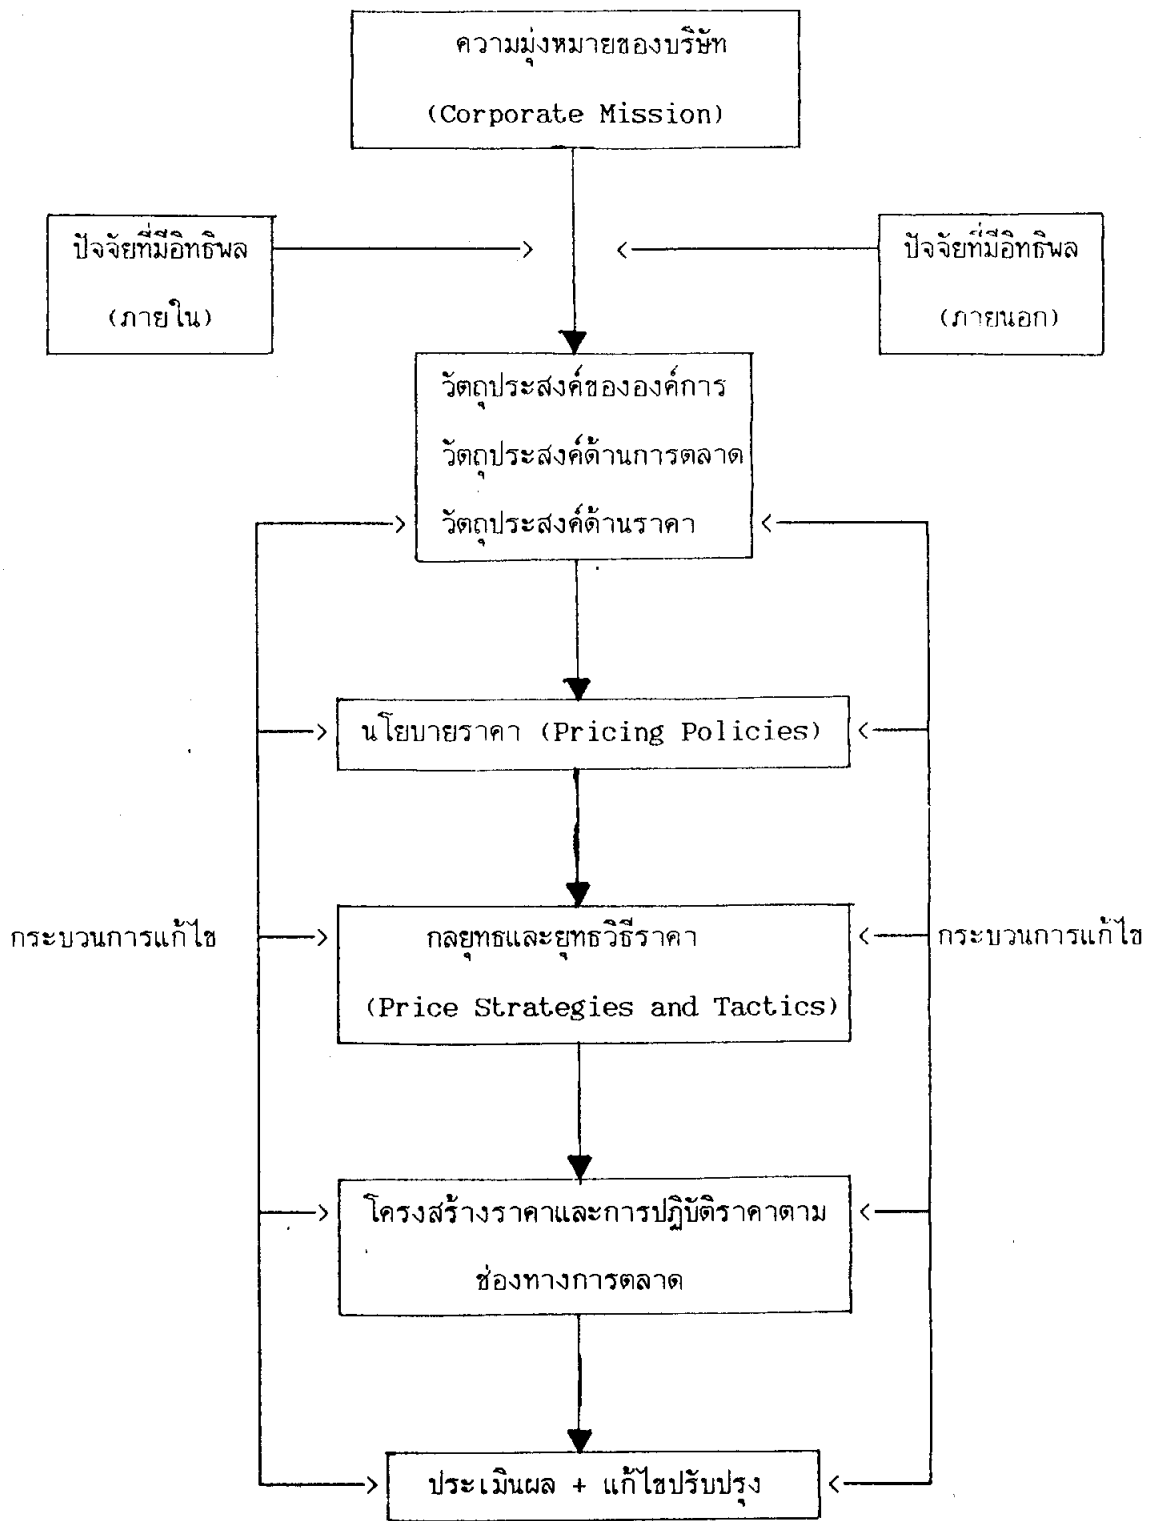 ความมุ่งหมายของบริษัท
(Corporate Mission)
ปัจจัยที่มีอิทธิพล
(ภายใน)
ปัจจัยที่มีอิทธิพล
(ภายนอก)
วัตถุประสงค์ขององค์การ
วัตถุประสงค์ด้านการตลาด
วัตถุประสงค์ด้านราคา
นโยบายราคา (Pricing Policies)
กระบวนการแก้ไข
กลยุทธและยุทธวิธีราคา
(Price Strategies and Tactics)
กระบวนการแก้ไข
โครงสร้างราคาและการปฏิบัติราคาตาม
ช่องทางการตลาด
ประเมินผล + แก้ไขปรับปรุง